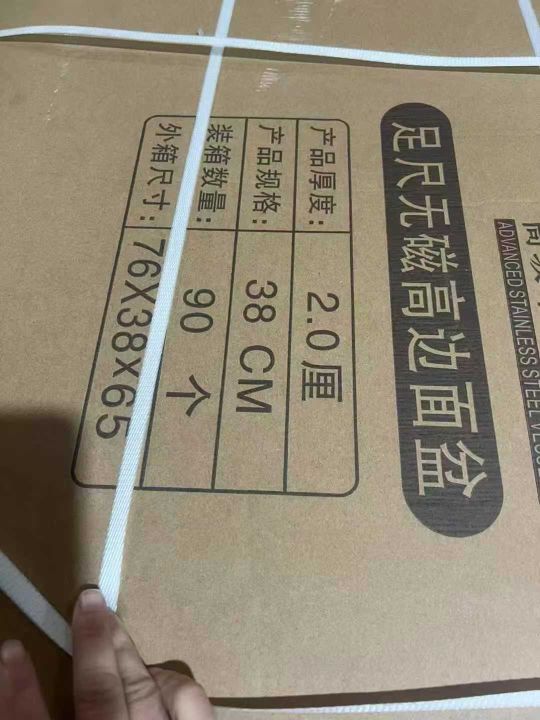 ADVANCED STAINLESS STEEL
足尺无磁高边面盆
产品厚度: 2.0厘
产品规格: 38 CM
装箱数量: 90 个
外箱尺寸: 76X38X65